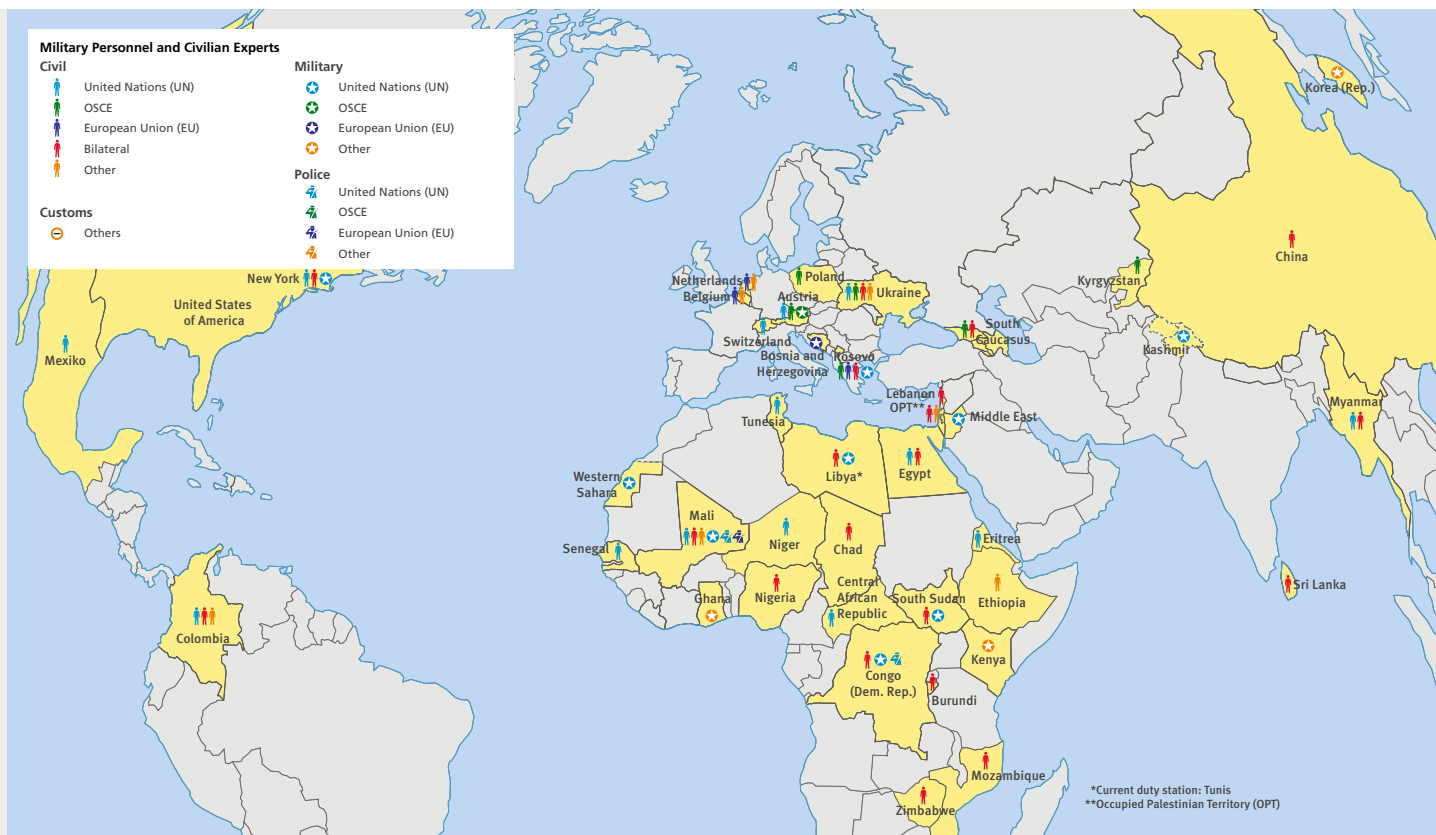 Military Personnel and Civilian Experts
Civil
United Nations (UN)
OSCE
European Union (EU)
Bilateral
Other
Customs
Others
Military
United Nations (UN)
OSCE
European Union (EU)
Other
Police
United Nations (UN)
OSCE
European Union (EU)
Other
Korea (Rep.)
China
Kyrgyzstan
Kashmir
Myanmar
Sri Lanka
New York
United States
of America
Mexiko
Colombia
Netherlands
Belgium
Poland
Austria
Ukraine
Switzerland
Bosnia and
Herzegovina
Kosovo
South
Caucasus
Lebanon
OPT**
Middle East
Tunesia
Libya*
Egypt
Western
Sahara
Mali
Niger
Chad
Eritrea
Senegal
Ghana
Nigeria
Central
African
Republic
South Sudan
Ethiopia
Kenya
Congo
(Dem. Rep.)
Burundi
Mozambique
Zimbabwe
*Current duty station: Tunis
**Occupied Palestinian Territory (OPT)